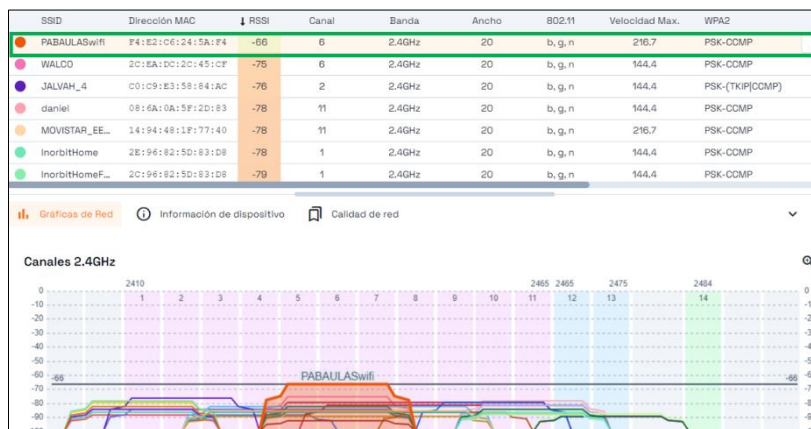 SSID Dirección MAC ↓ RSSI Canal Banda Ancho 802.11 Velocidad Max. WPA2
PABAULASwifi F4:E2:C6:24:5A:F4 -66 6 2.4GHz 20 b, g, n 216.7 PSK-CCMP
WALCO 2C:EA:DC:2C:45:CF -75 6 2.4GHz 20 b, g, n 144.4 PSK-CCMP
JALVAH_4 C0:C9:E3:58:84:AC -76 2 2.4GHz 20 b, g, n 144.4 PSK-(TKIP|CCMP)
daniel 08:6A:0A:5F:2D:83 -78 11 2.4GHz 20 b, g, n 144.4 PSK-CCMP
MOVISTAR_EE... 14:94:48:1F:77:40 -78 11 2.4GHz 20 b, g, n 216.7 PSK-CCMP
InorbitHome 2E:96:82:5D:83:D8 -78 1 2.4GHz 20 b, g, n 144.4 PSK-CCMP
InorbitHomeF... 2C:96:82:5D:83:D8 -79 1 2.4GHz 20 b, g, n 144.4 PSK-CCMP
Gráficas de Red Información de dispositivo Calidad de red
Canales 2.4GHz
2410 2465 2465 2475 2484
0 1 2 3 4 5 6 7 8 9 10 11 12 13 14 0
-10
-20
-30
-40
-50
-60
-66 PABAULASwifi -66
-70
-80
-90